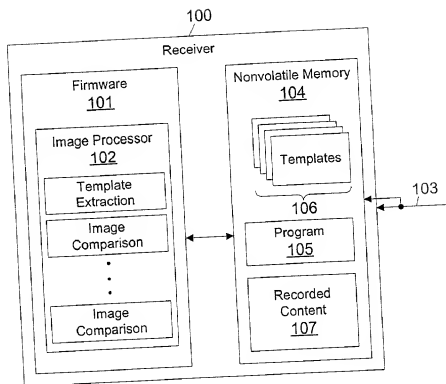 100
Receiver
Firmware
101
Image Processor
102
Template
Extraction
Image
Comparison
Image
Comparison
Nonvolatile Memory
104
Templates
106
Program
105
Recorded
Content
107
103